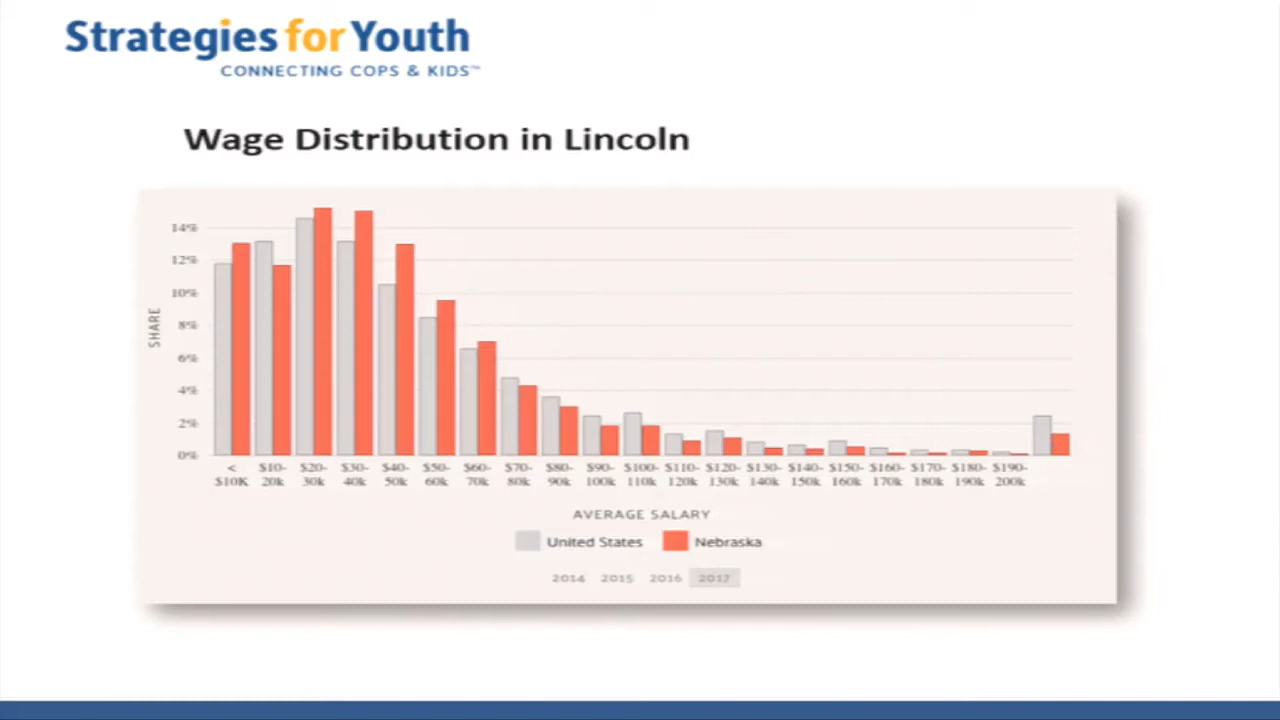 Strategies for Youth
CONNECTING COPS & KIDS™
Wage Distribution in Lincoln
14%
12%
10%
8%
6%
4%
2%
0%
SHARE
< $10- $20- $30- $40- $50- $60- $70- $80- $90- $100- $110- $120- $130- $140- $150- $160- $170- $180- $190-
$10K 20k 30k 40k 50k 60k 70k 80k 90k 100k 110k 120k 130k 140k 150k 160k 170k 180k 190k 200k
AVERAGE SALARY
United States Nebraska
2014 2015 2016 2017